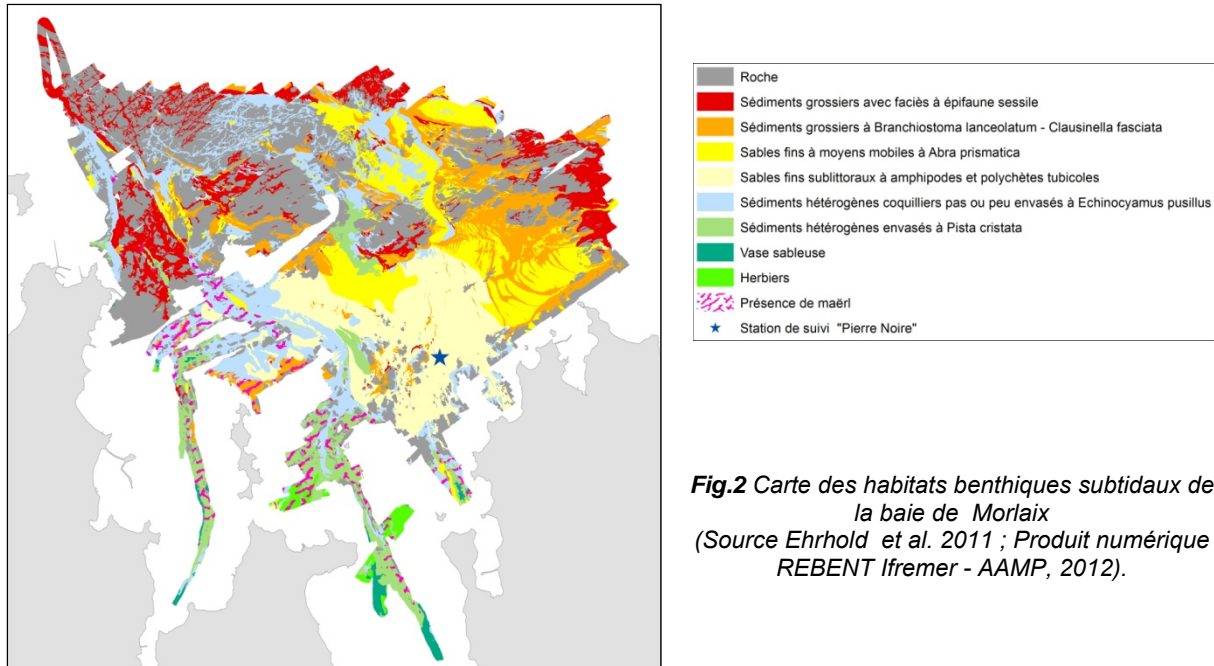 Roche
Sédiments grossiers avec faciès à épifaune sessile
Sédiments grossiers à Branchiostoma lanceolatum - Clausinella fasciata
Sables fins à moyens mobiles à Abra prismatica
Sables fins sublittoraux à amphipodes et polychètes tubicoles
Sédiments hétérogènes coquilliers pas ou peu envasés à Echinocyamus pusillus
Sédiments hétérogènes envasés à Pista cristata
Vase sableuse
Herbiers
Présence de maërl
Station de suivi "Pierre Noire"
Fig.2 Carte des habitats benthiques subtidaux de
la baie de Morlaix
(Source Ehrhold et al. 2011 ; Produit numérique
REBENT Ifremer - AAMP, 2012).